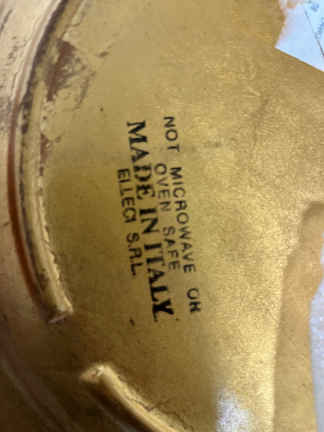 NOT MICROWAVE OR
OVEN SAFE
MADE IN ITALY
ELLECI S.R.L.